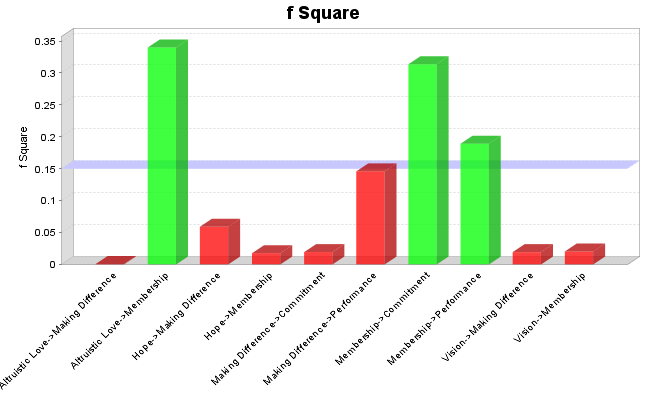 f Square
f Square
0.35
0.3
0.25
0.2
0.15
0.1
0.05
0
Altruistic Love->Making Difference
Altruistic Love->Membership
Hope->Making Difference
Hope->Membership
Making Difference->Commitment
Making Difference->Performance
Membership->Commitment
Membership->Performance
Vision->Making Difference
Vision->Membership